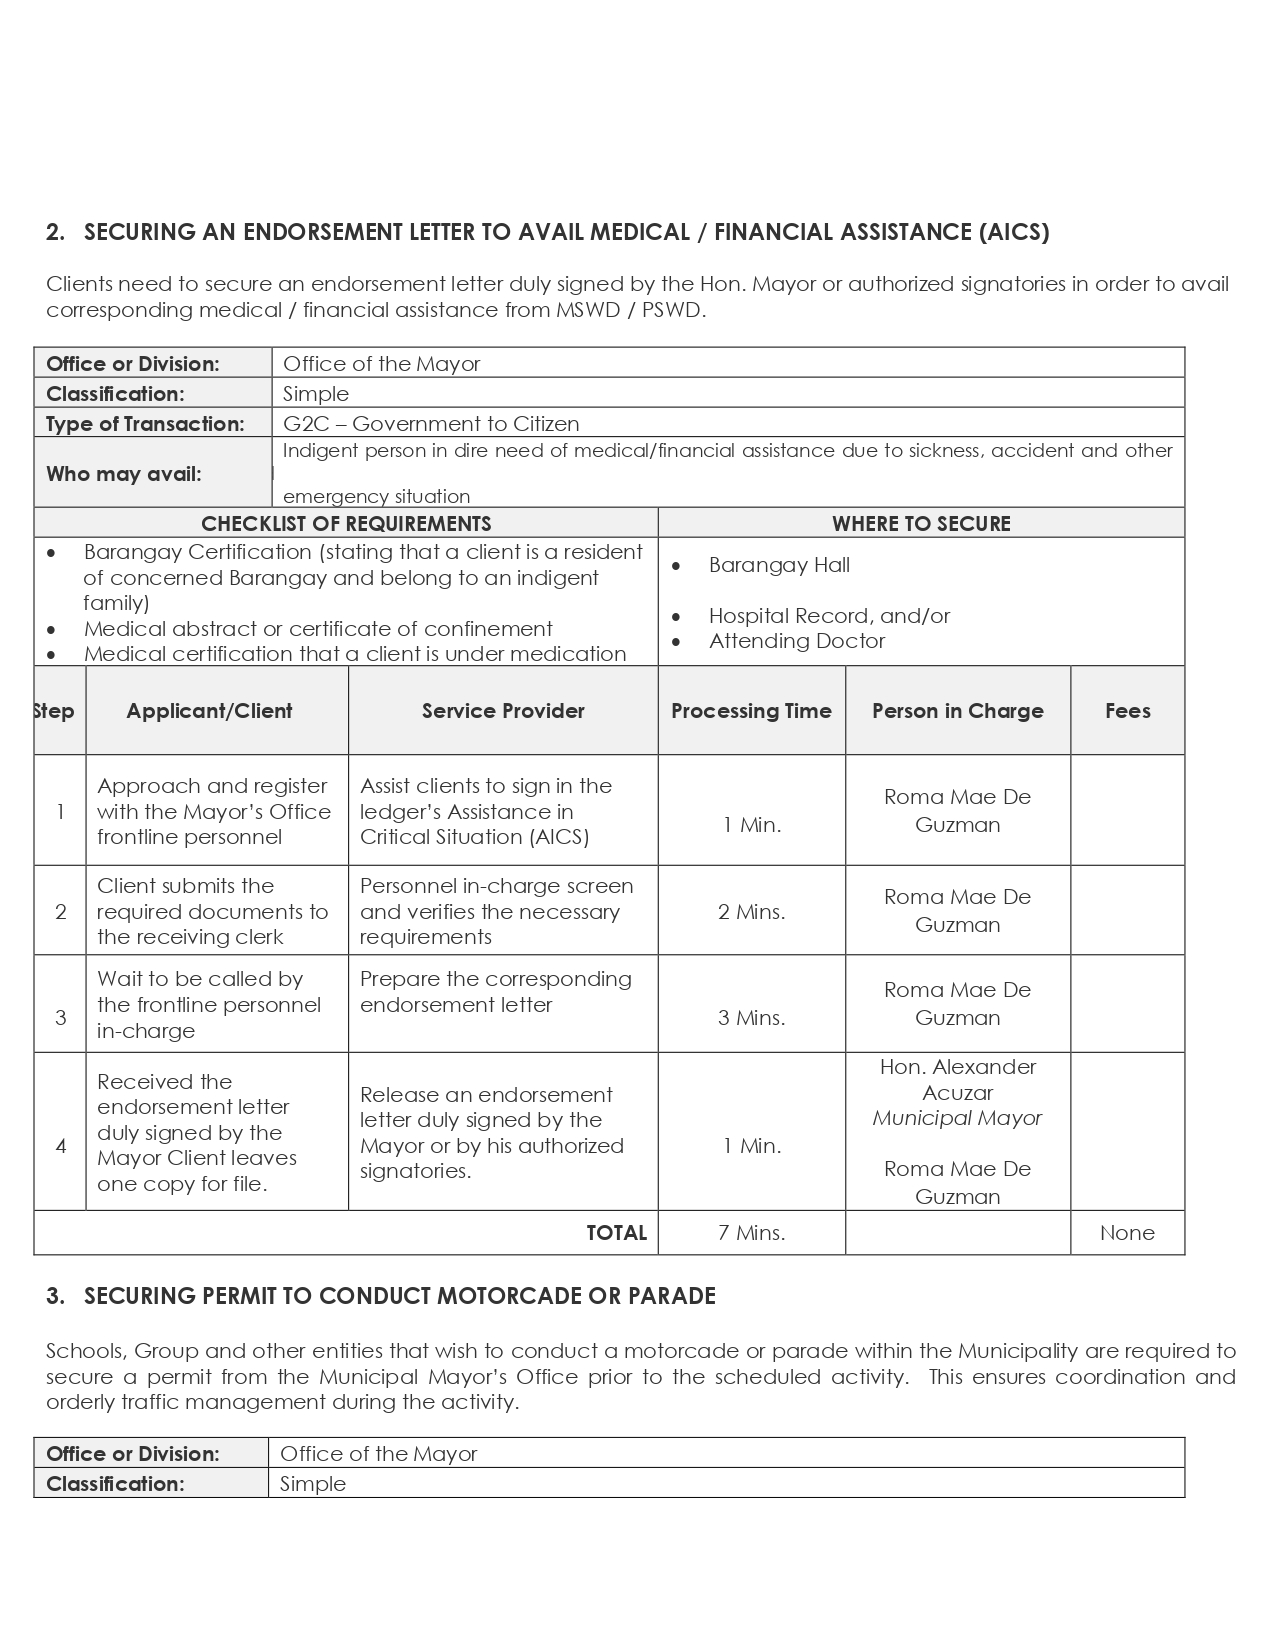 2. SECURING AN ENDORSEMENT LETTER TO AVAIL MEDICAL / FINANCIAL ASSISTANCE (AICS)
Clients need to secure an endorsement letter duly signed by the Hon. Mayor or authorized signatories in order to avail
corresponding medical / financial assistance from MSWD / PSWD.
Office or Division: Office of the Mayor
Classification: Simple
Type of Transaction: G2C – Government to Citizen
Who may avail:
Indigent person in dire need of medical/financial assistance due to sickness, accident and other
emergency situation
CHECKLIST OF REQUIREMENTS WHERE TO SECURE
• Barangay Certification (stating that a client is a resident
of concerned Barangay and belong to an indigent
family)
• Medical abstract or certificate of confinement
• Medical certification that a client is under medication
• Barangay Hall
• Hospital Record, and/or
• Attending Doctor
Step Applicant/Client Service Provider Processing Time Person in Charge Fees
1
Approach and register
with the Mayor’s Office
frontline personnel
Assist clients to sign in the
ledger’s Assistance in
Critical Situation (AICS)
1 Min.
Roma Mae De
Guzman
2
Client submits the
required documents to
the receiving clerk
Personnel in-charge screen
and verifies the necessary
requirements
2 Mins.
Roma Mae De
Guzman
3
Wait to be called by
the frontline personnel
in-charge
Prepare the corresponding
endorsement letter
3 Mins.
Roma Mae De
Guzman
4
Received the
endorsement letter
duly signed by the
Mayor Client leaves
one copy for file.
Release an endorsement
letter duly signed by the
Mayor or by his authorized
signatories.
1 Min.
Hon. Alexander
Acuzar
Municipal Mayor
Roma Mae De
Guzman
TOTAL 7 Mins. None
3. SECURING PERMIT TO CONDUCT MOTORCADE OR PARADE
Schools, Group and other entities that wish to conduct a motorcade or parade within the Municipality are required to
secure a permit from the Municipal Mayor’s Office prior to the scheduled activity. This ensures coordination and
orderly traffic management during the activity.
Office or Division: Office of the Mayor
Classification: Simple